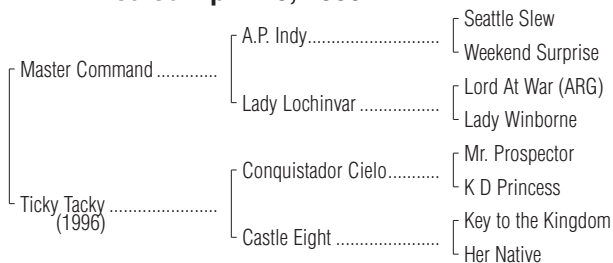 Seattle Slew
A.P. Indy
Weekend Surprise
Master Command
Lord At War (ARG)
Lady Lochinvar
Lady Winborne
Mr. Prospector
Conquistador Cielo
K D Princess
Ticky Tacky
(1996)
Key to the Kingdom
Castle Eight
Her Native